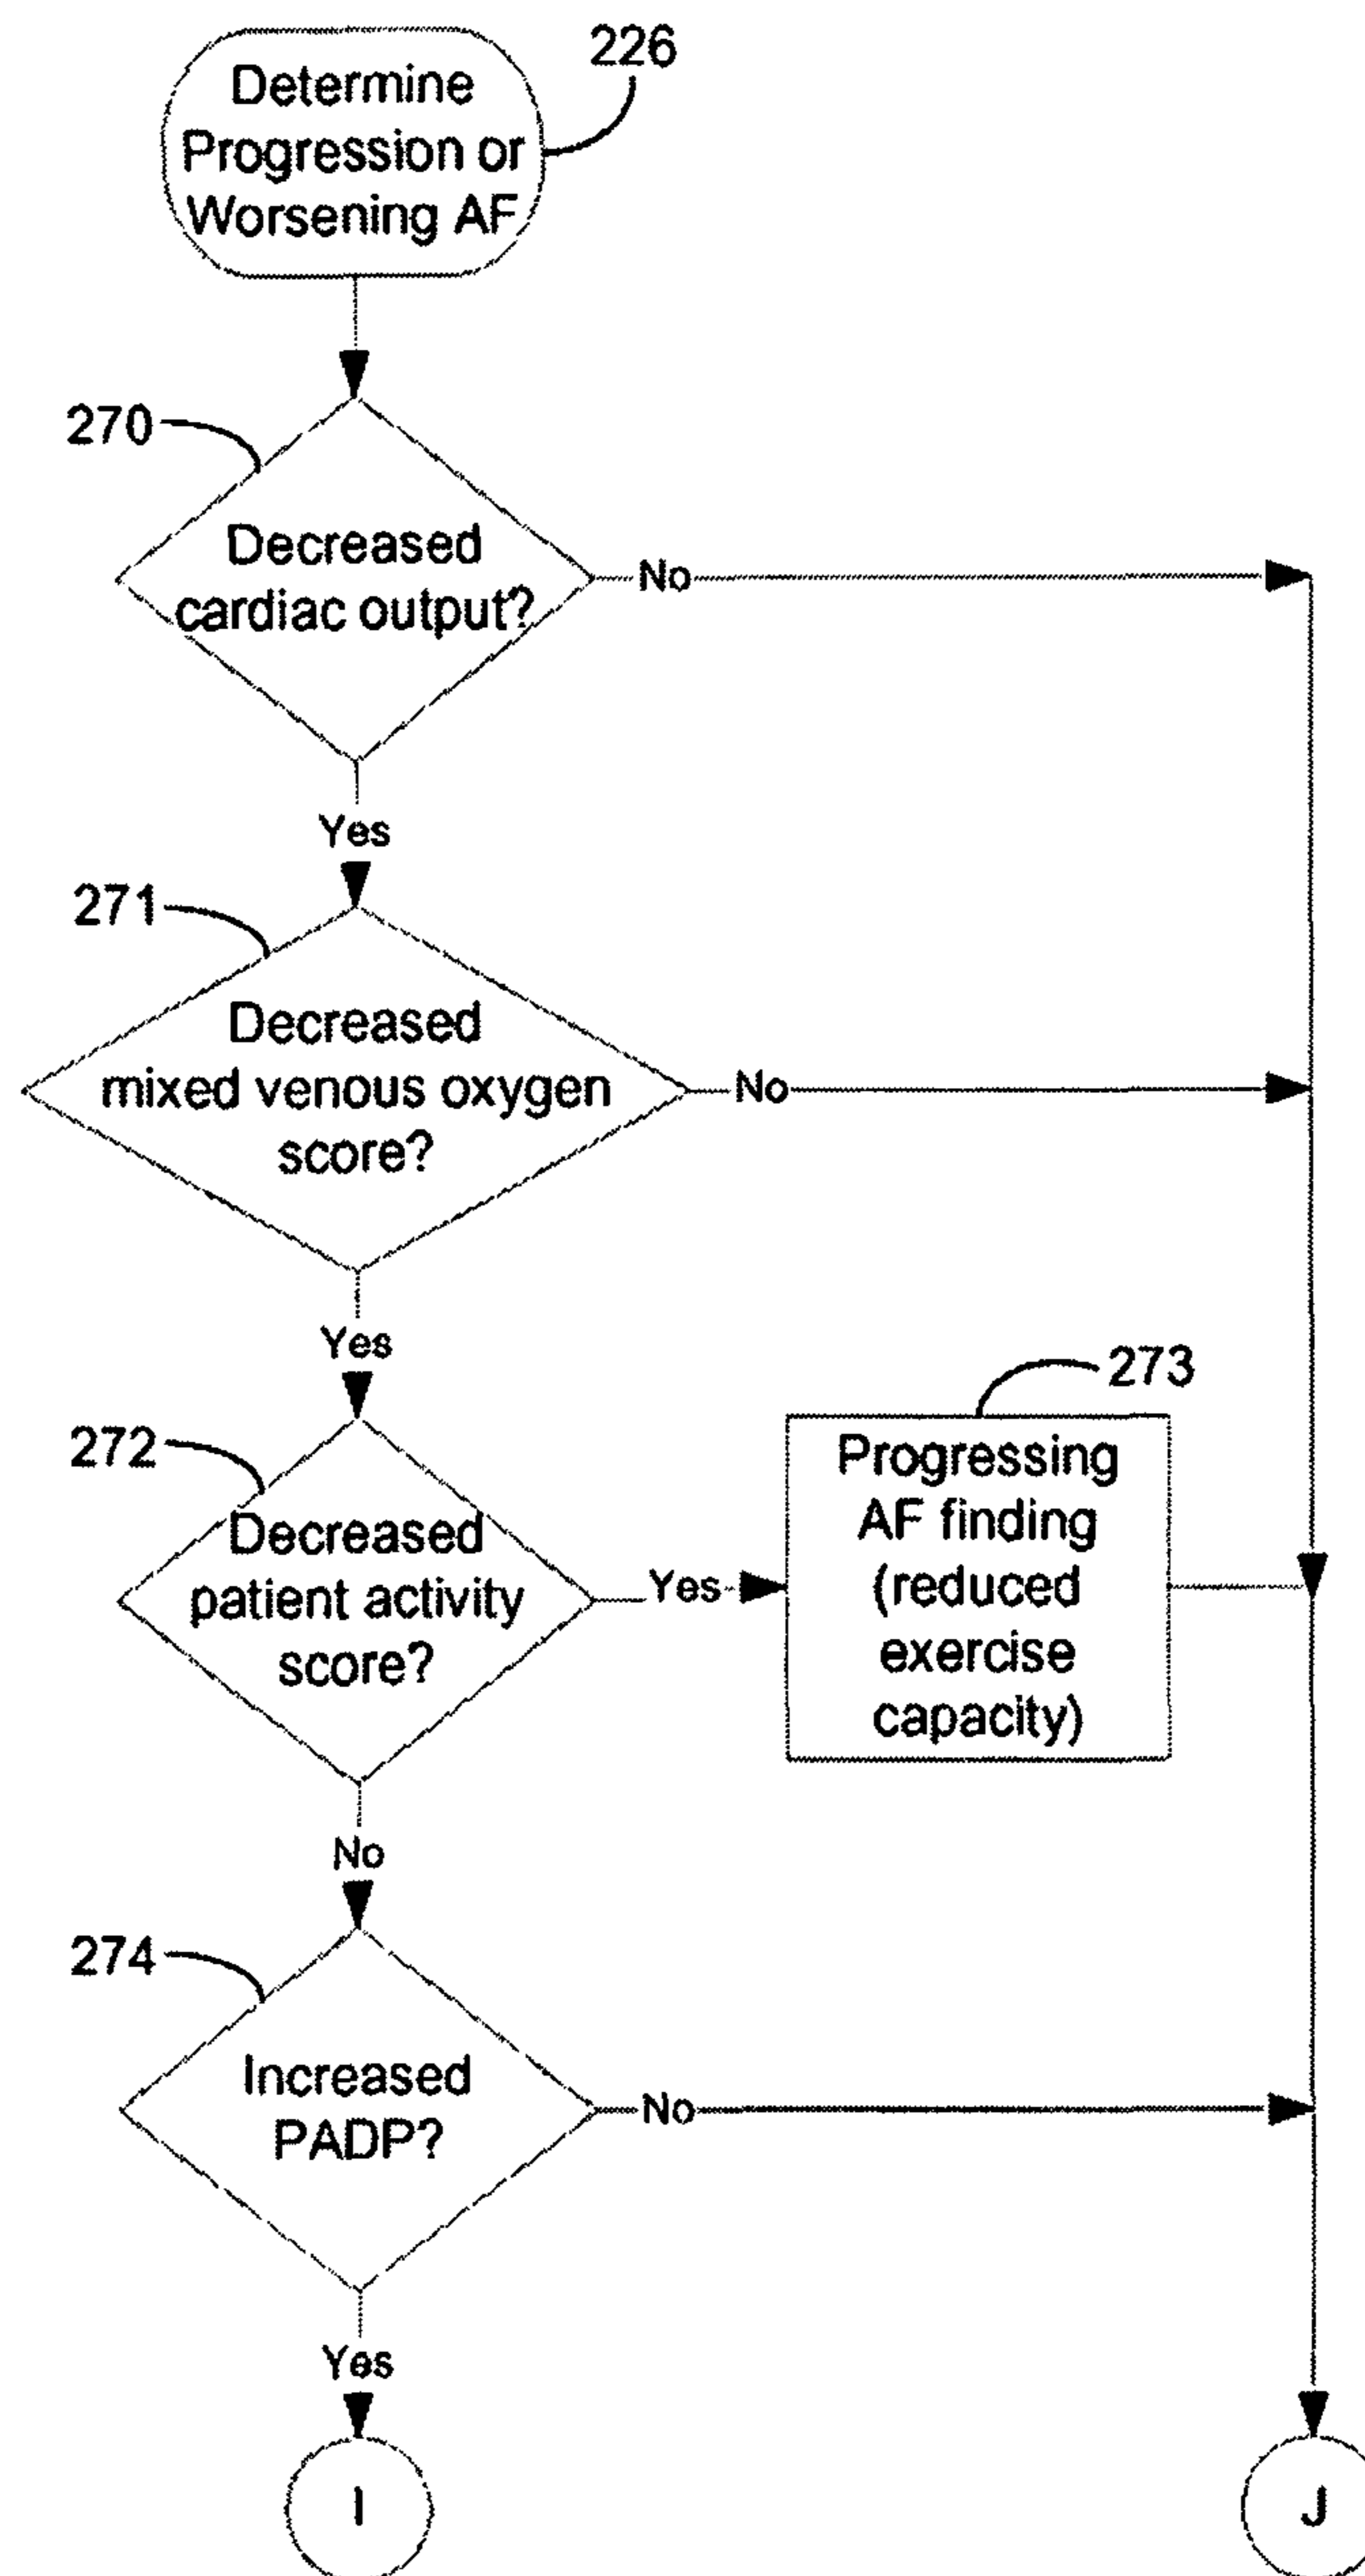 226
Determine
Progression or
Worsening AF
270
Decreased
cardiac output?
No
Yes
271
Decreased
mixed venous oxygen
score?
No
Yes
272
Decreased
patient activity
score?
Yes
273
Progressing
AF finding
(reduced
exercise
capacity)
No
274
Increased
PADP?
No
Yes
I
J